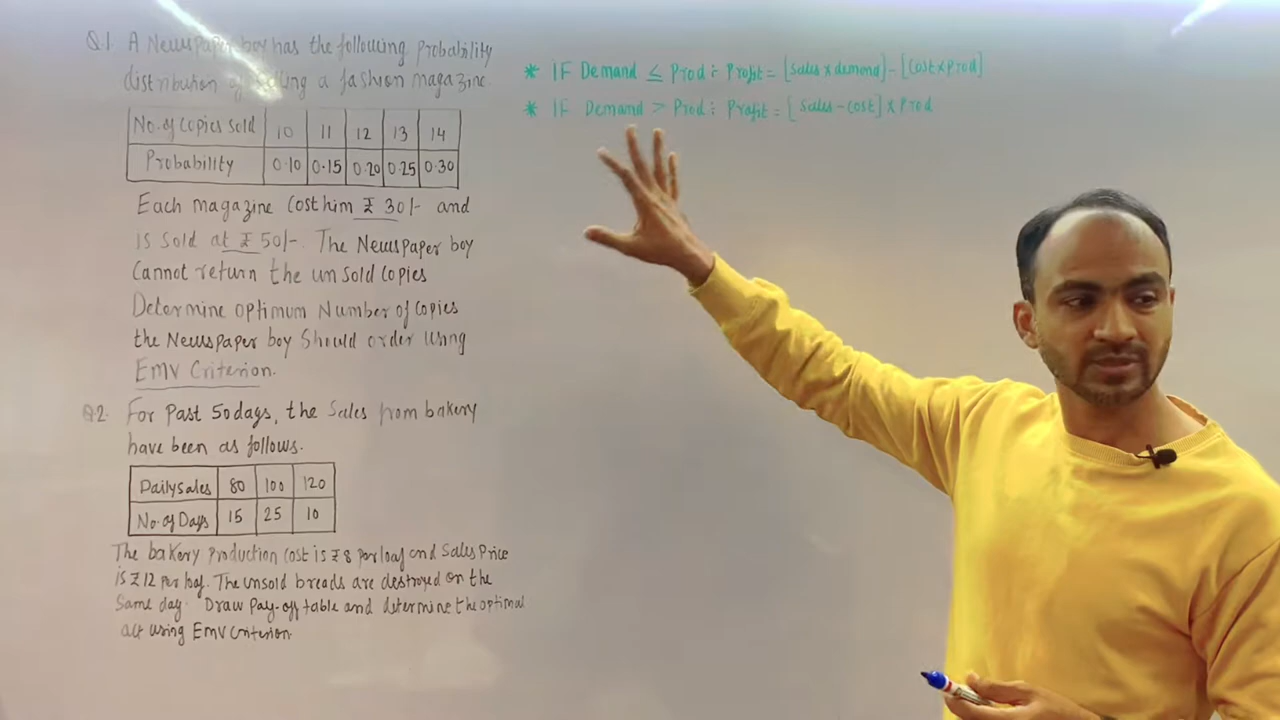 Q1. A Newspaper boy has the following Probability
distribution of selling a fashion magazine.
No. of Copies Sold 10 11 12 13 14
Probability 0.10 0.15 0.20 0.25 0.30
Each magazine Cost him ₹ 30/- and
is sold at ₹ 50/-. The Newspaper boy
Cannot return the unsold copies
Determine optimum Number of Copies
the Newspaper boy Should order Using
EMV Criterion.
Q2. For Past 50 days, the Sales from bakery
have been as follows.
Daily Sales 80 100 120
No. of Days 15 25 10
The bakery Production Cost is ₹ 8 Per loaf and Sales Price
is ₹ 12 Per loaf. The unsold breads are destroyed on the
Same day. Draw Pay-off table and determine the optimal
act using EMV Criterion.
* IF Demand ≤ Prod : Profit = [Sales x demand] - [Cost x Prod]
* IF Demand > Prod : Profit = [Sales - Cost] x Prod